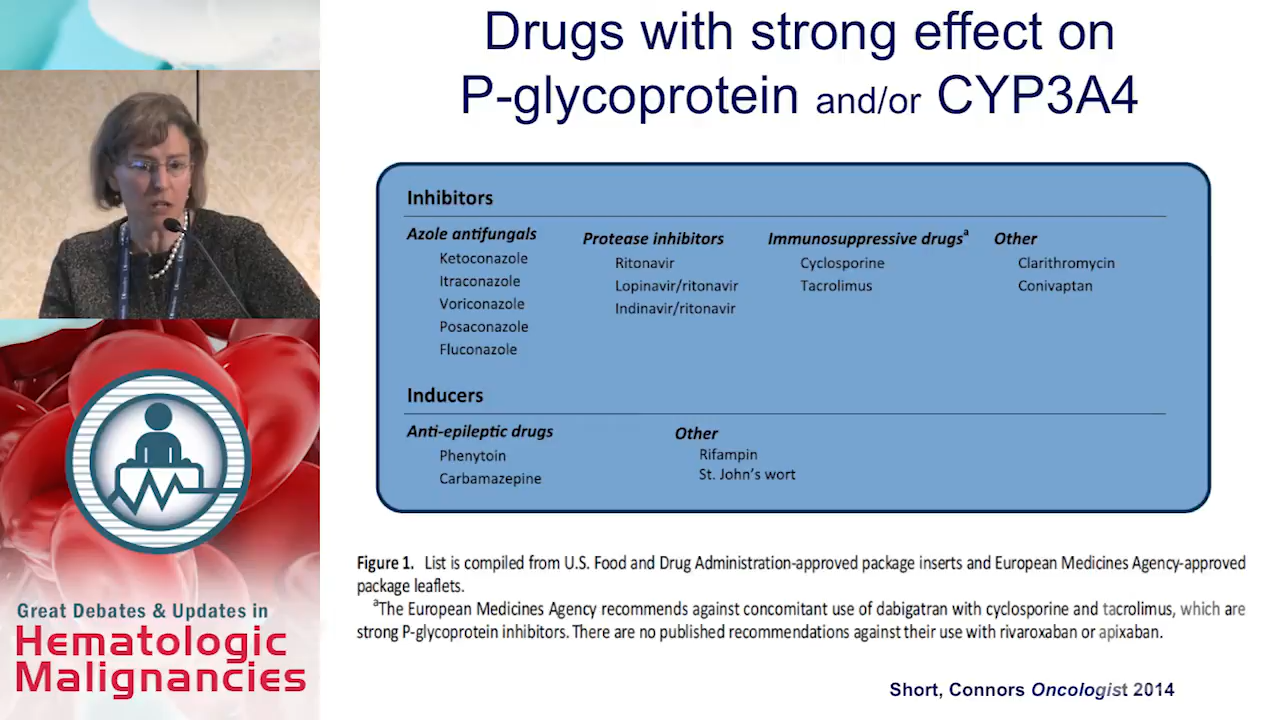 Drugs with strong effect on
P-glycoprotein and/or CYP3A4
Inhibitors
Azole antifungals
Ketoconazole
Itraconazole
Voriconazole
Posaconazole
Fluconazole
Protease inhibitors
Ritonavir
Lopinavir/ritonavir
Indinavir/ritonavir
Immunosuppressive drugsᵃ
Cyclosporine
Tacrolimus
Other
Clarithromycin
Conivaptan
Inducers
Anti-epileptic drugs
Phenytoin
Carbamazepine
Other
Rifampin
St. John's wort
Figure 1. List is compiled from U.S. Food and Drug Administration-approved package inserts and European Medicines Agency-approved
package leaflets.
ᵃThe European Medicines Agency recommends against concomitant use of dabigatran with cyclosporine and tacrolimus, which are
strong P-glycoprotein inhibitors. There are no published recommendations against their use with rivaroxaban or apixaban.
Short, Connors Oncologist 2014
Great Debates & Updates in
Hematologic
Malignancies